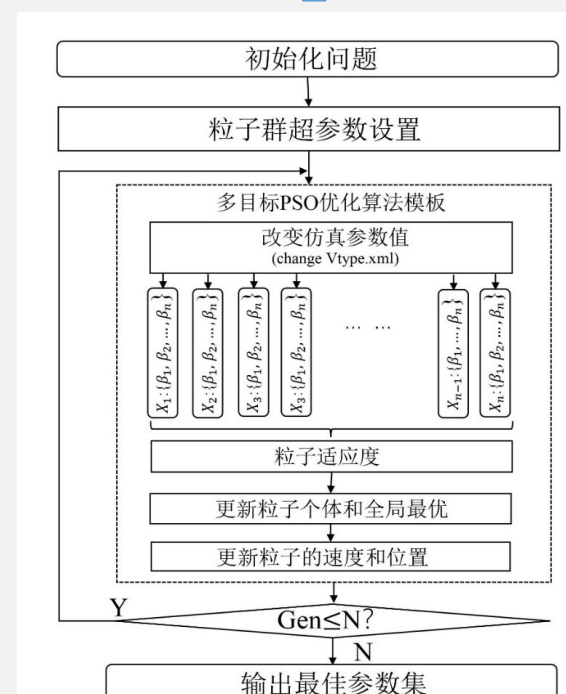 初始化问题
粒子群超参数设置
多目标PSO优化算法模板
改变仿真参数值
(change Vtype.xml)
X₁:{β₁, β₂, …, βₙ}
X₂:{β₁, β₂, …, βₙ}
X₃:{β₁, β₂, …, βₙ}
X₃:{β₁, β₂, …, βₙ}
… …
Xₙ₋₁:{β₁, …, βₙ}
Xₙ:{β₁, β₂, …, βₙ}
粒子适应度
更新粒子个体和全局最优
更新粒子的速度和位置
Y
Gen≤N?
N
输出最佳参数集